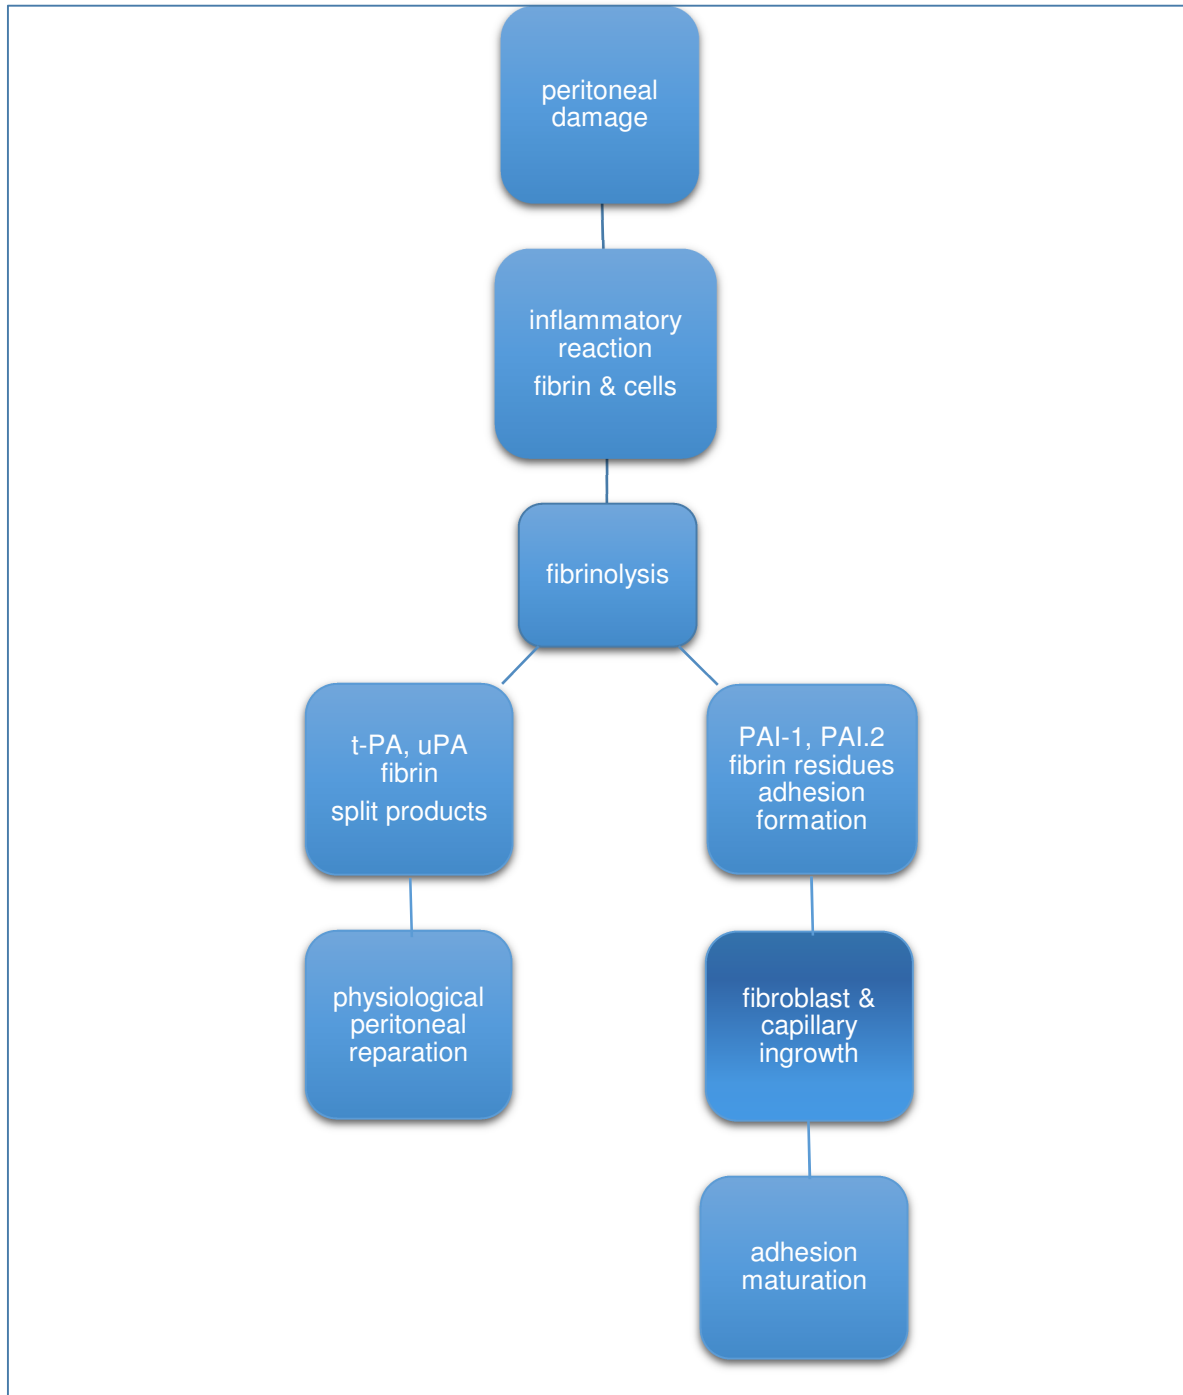 peritoneal
damage
inflammatory
reaction
fibrin & cells
fibrinolysis
t-PA, uPA
fibrin
split products
PAI-1, PAI.2
fibrin residues
adhesion
formation
physiological
peritoneal
reparation
fibroblast &
capillary
ingrowth
adhesion
maturation